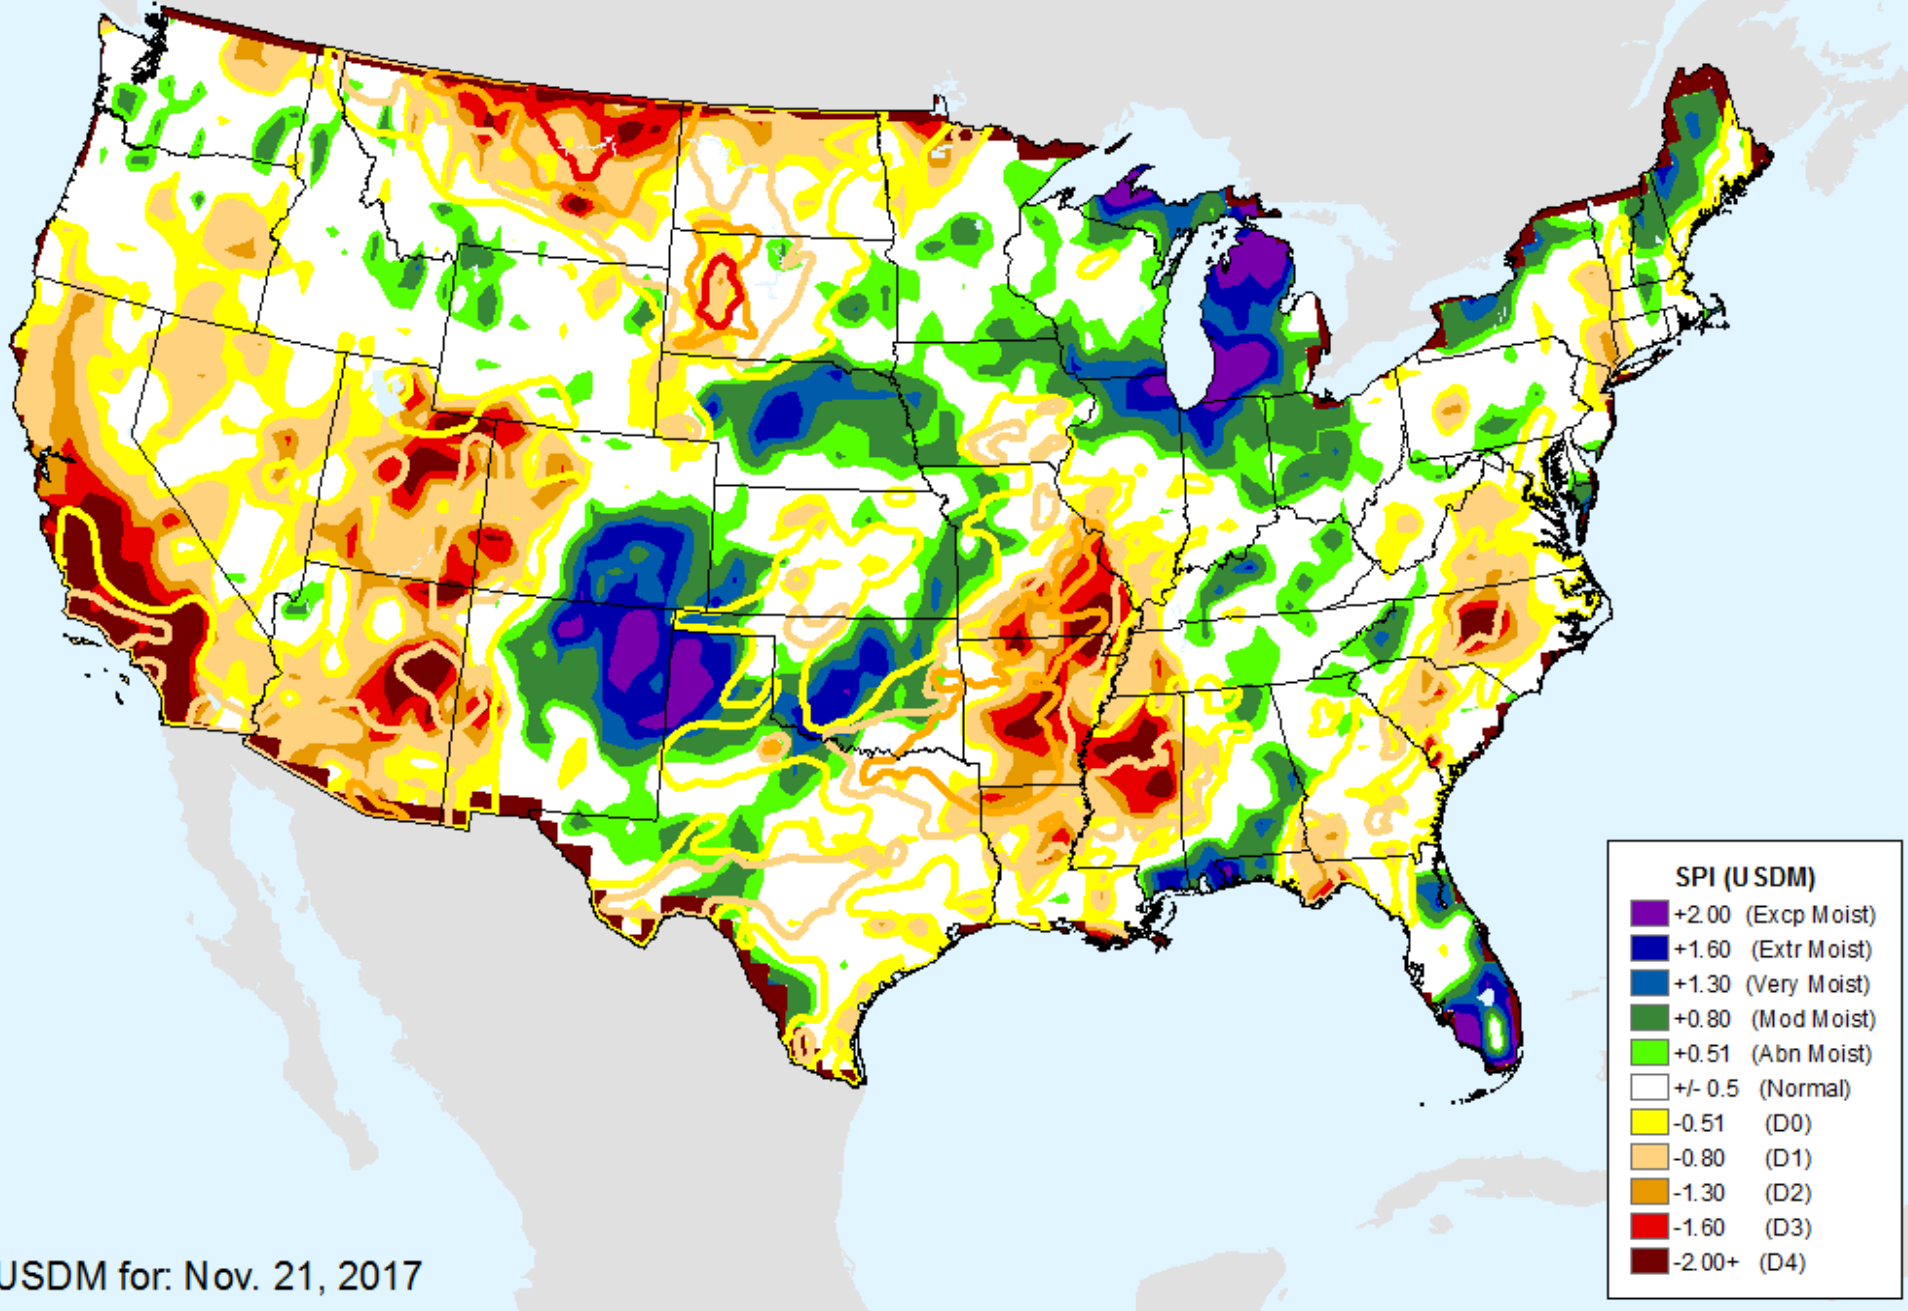 SPI (USDM)
+2.00 (Excp Moist)
+1.60 (Extr Moist)
+1.30 (Very Moist)
+0.80 (Mod Moist)
+0.51 (Abn Moist)
+/- 0.5 (Normal)
-0.51 (D0)
-0.80 (D1)
-1.30 (D2)
-1.60 (D3)
-2.00+ (D4)
USDM for: Nov. 21, 2017